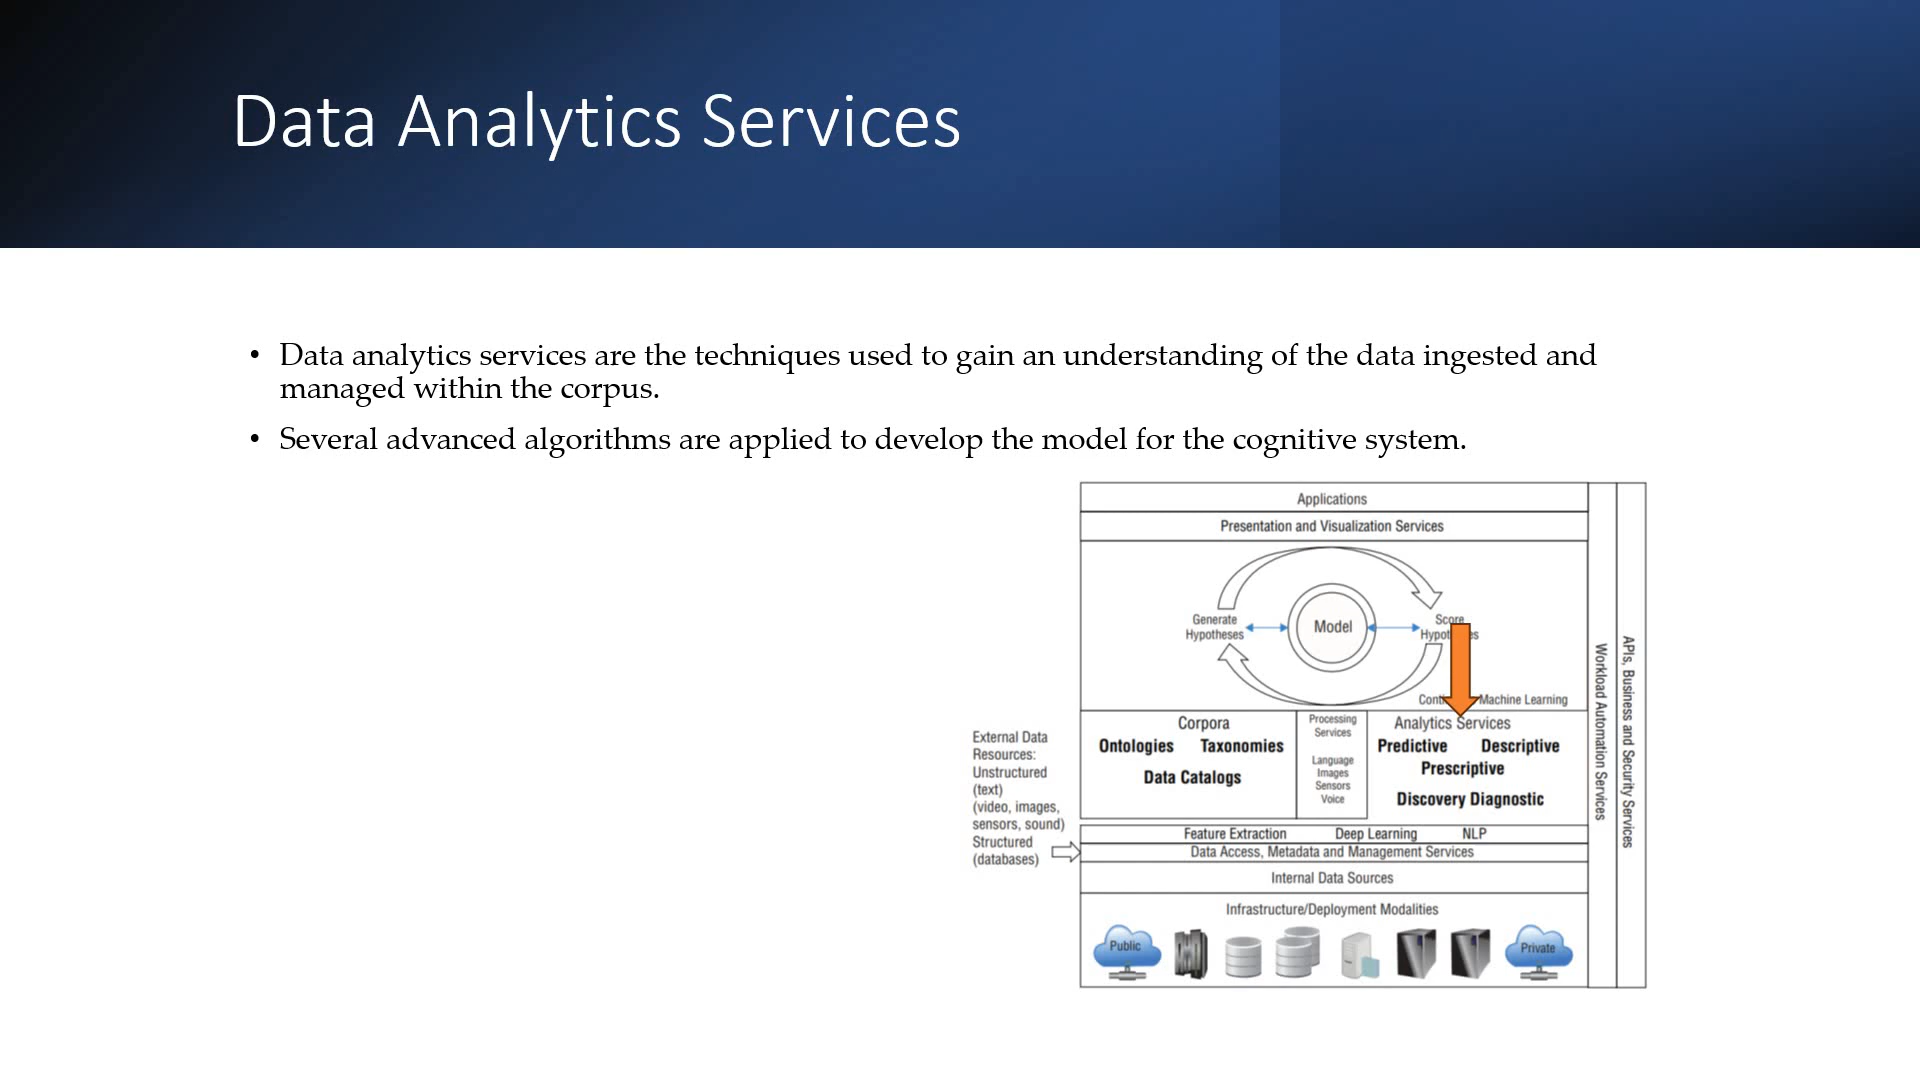 Data Analytics Services
• Data analytics services are the techniques used to gain an understanding of the data ingested and
managed within the corpus.
• Several advanced algorithms are applied to develop the model for the cognitive system.
Applications
Presentation and Visualization Services
Generate
Hypotheses
Model
Score
Machine Learning
Corpora
Ontologies Taxonomies
Data Catalogs
Processing
Services
Language
Images
Sensors
Voice
Analytics Services
Predictive Descriptive
Prescriptive
Discovery Diagnostic
External Data
Resources:
Unstructured
(text)
(video, images,
sensors, sound)
Structured
(databases)
Feature Extraction Deep Learning NLP
Data Access, Metadata and Management Services
Internal Data Sources
Infrastructure/Deployment Modalities
Public
Private
Workload Automation Services
APIs, Business and Security Services